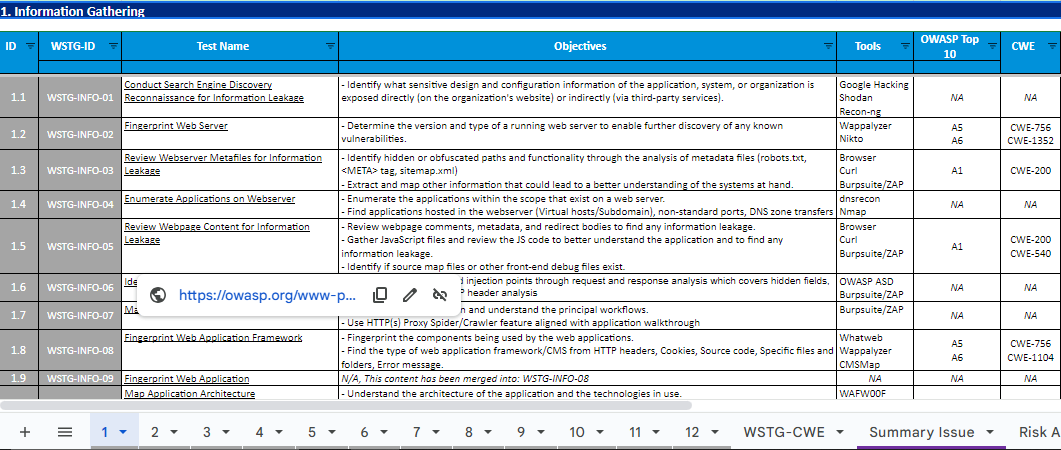 1. Information Gathering
ID WSTG-ID Test Name Objectives Tools OWASP Top 10 CWE
1.1 WSTG-INFO-01
Conduct Search Engine Discovery
Reconnaissance for Information Leakage
- Identify what sensitive design and configuration information of the application, system, or organization is
exposed directly (on the organization's website) or indirectly (via third-party services).
Google Hacking
Shodan
Recon-ng
NA
NA
1.2 WSTG-INFO-02
Fingerprint Web Server
- Determine the version and type of a running web server to enable further discovery of any known
vulnerabilities.
Wappalyzer
Nikto
A5
A6
CWE-756
CWE-1352
1.3 WSTG-INFO-03
Review Webserver Metafiles for Information
Leakage
- Identify hidden or obfuscated paths and functionality through the analysis of metadata files (robots.txt,
<META> tag, sitemap.xml)
- Extract and map other information that could lead to a better understanding of the systems at hand.
Browser
Curl
Burpsuite/ZAP
A1
CWE-200
1.4 WSTG-INFO-04
Enumerate Applications on Webserver
- Enumerate the applications within the scope that exist on a web server.
- Find applications hosted in the webserver (Virtual hosts/Subdomain), non-standard ports, DNS zone transfers
dnsrecon
Nmap
NA
NA
1.5 WSTG-INFO-05
Review Webpage Content for Information
Leakage
- Review webpage comments, metadata, and redirect bodies to find any information leakage.
- Gather JavaScript files and review the JS code to better understand the application and to find any
information leakage.
- Identify if source map files or other front-end debug files exist.
Browser
Curl
Burpsuite/ZAP
A1
CWE-200
CWE-540
1.6 WSTG-INFO-06
Ide
d injection points through request and response analysis which covers hidden fields,
P header analysis
OWASP ASD
Burpsuite/ZAP
NA
NA
https://owasp.org/www-p...
1.7 WSTG-INFO-07
Ma
n and understand the principal workflows.
- Use HTTP(s) Proxy Spider/Crawler feature aligned with application walkthrough
Burpsuite/ZAP
NA
NA
1.8 WSTG-INFO-08
Fingerprint Web Application Framework
- Fingerprint the components being used by the web applications.
- Find the type of web application framework/CMS from HTTP headers, Cookies, Source code, Specific files and
folders, Error message.
Whatweb
Wappalyzer
CMSMap
A5
A6
CWE-756
CWE-1104
1.9 WSTG-INFO-09
Fingerprint Web Application
N/A, This content has been merged into: WSTG-INFO-08
NA
NA
NA
Map Application Architecture
- Understand the architecture of the application and the technologies in use.
WAFW00F
1 2 3 4 5 6 7 8 9 10 11 12 WSTG-CWE Summary Issue Risk A